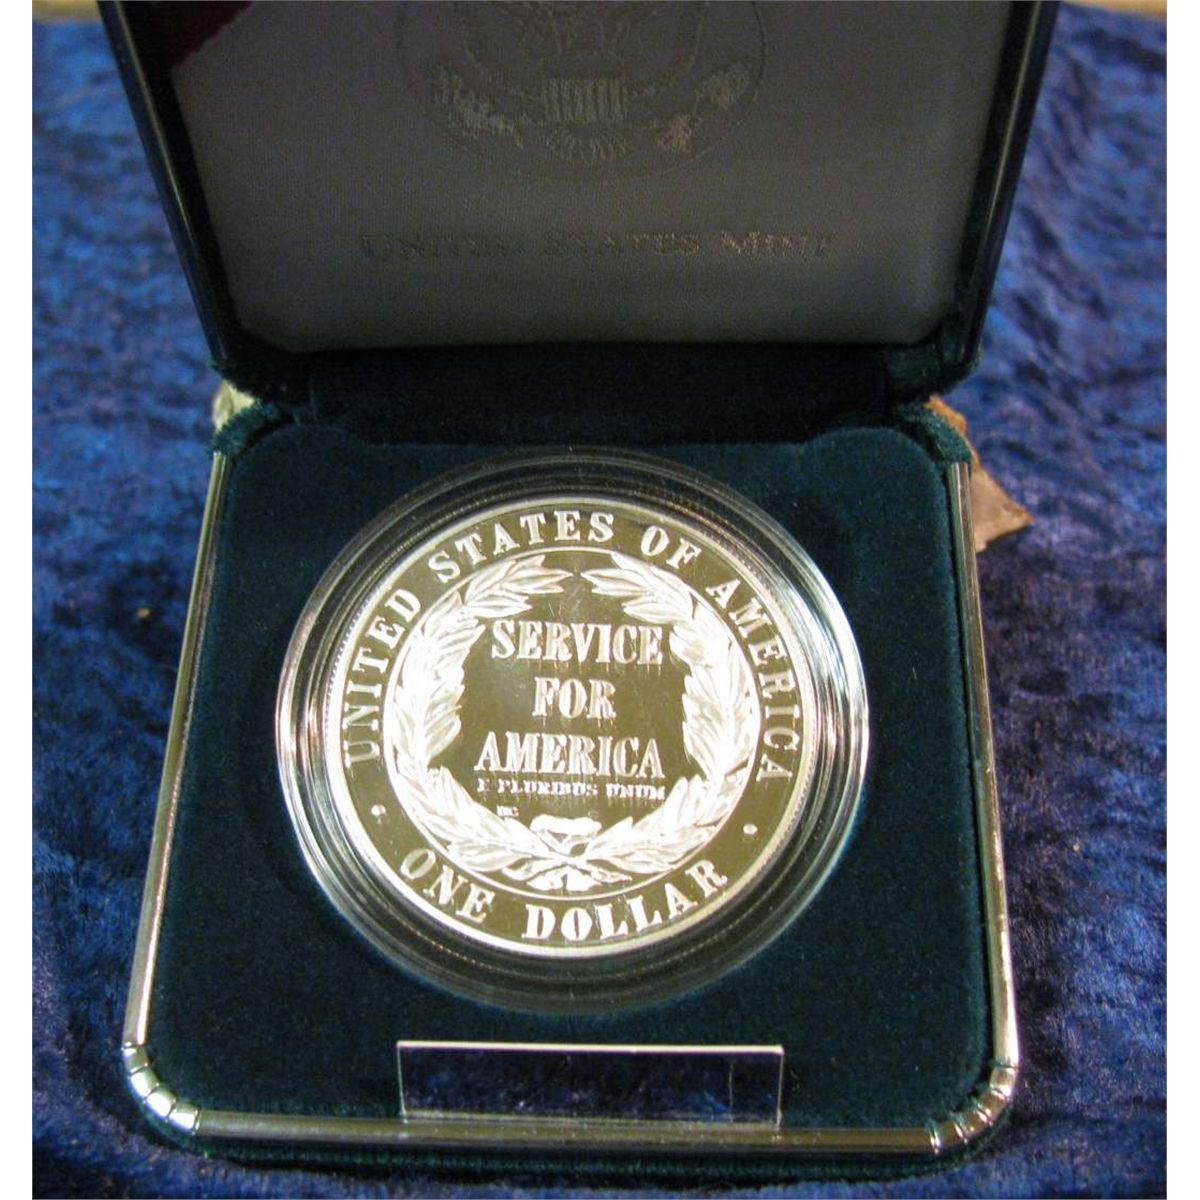 UNITED STATES MINT
UNITED STATES OF AMERICA
SERVICE
FOR
AMERICA
E PLURIBUS UNUM
ONE DOLLAR